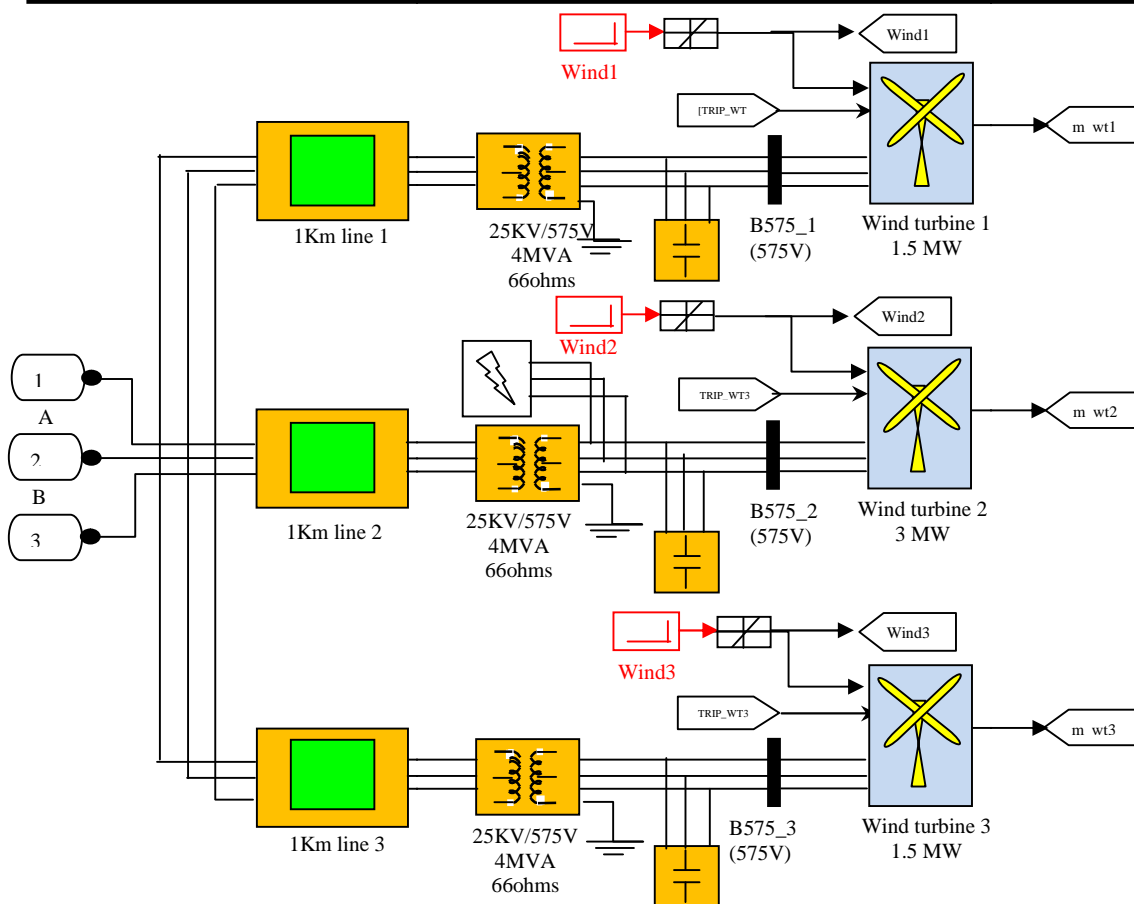 Wind1
Wind1
[TRIP_WT
m wt1
1Km line 1
25KV/575V
4MVA
66ohms
B575_1
(575V)
Wind turbine 1
1.5 MW
Wind2
Wind2
1
A
2
B
3
TRIP_WT3
m wt2
1Km line 2
25KV/575V
4MVA
66ohms
B575_2
(575V)
Wind turbine 2
3 MW
Wind3
Wind3
TRIP_WT3
m wt3
1Km line 3
25KV/575V
4MVA
66ohms
B575_3
(575V)
Wind turbine 3
1.5 MW